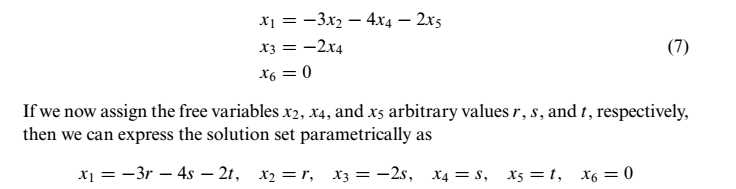 x₁ = −3x₂ − 4x₄ − 2x₅
x₃ = −2x₄ (7)
x₆ = 0
If we now assign the free variables x₂, x₄, and x₅ arbitrary values r, s, and t, respectively,
then we can express the solution set parametrically as
x₁ = −3r − 4s − 2t, x₂ = r, x₃ = −2s, x₄ = s, x₅ = t, x₆ = 0